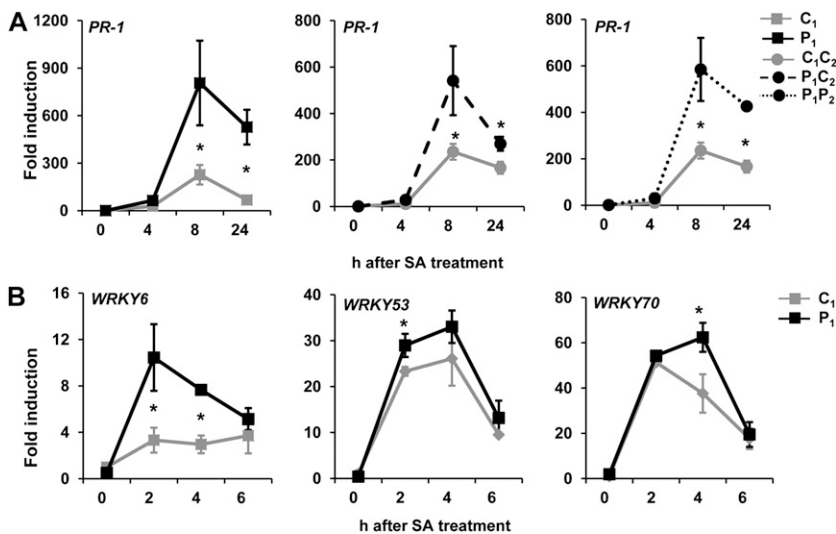 A
PR-1
PR-1
PR-1
1200
900
600
300
0
800
600
400
200
0
800
600
400
200
0
Fold induction
*
*
*
*
*
*
0 4 8 24
0 4 8 24
0 4 8 24
h after SA treatment
C₁
P₁
C₁C₂
P₁C₂
P₁P₂
B
WRKY6
WRKY53
WRKY70
16
12
8
4
0
40
30
20
10
0
80
60
40
20
0
Fold induction
*
*
*
*
0 2 4 6
0 2 4 6
0 2 4 6
h after SA treatment
C₁
P₁